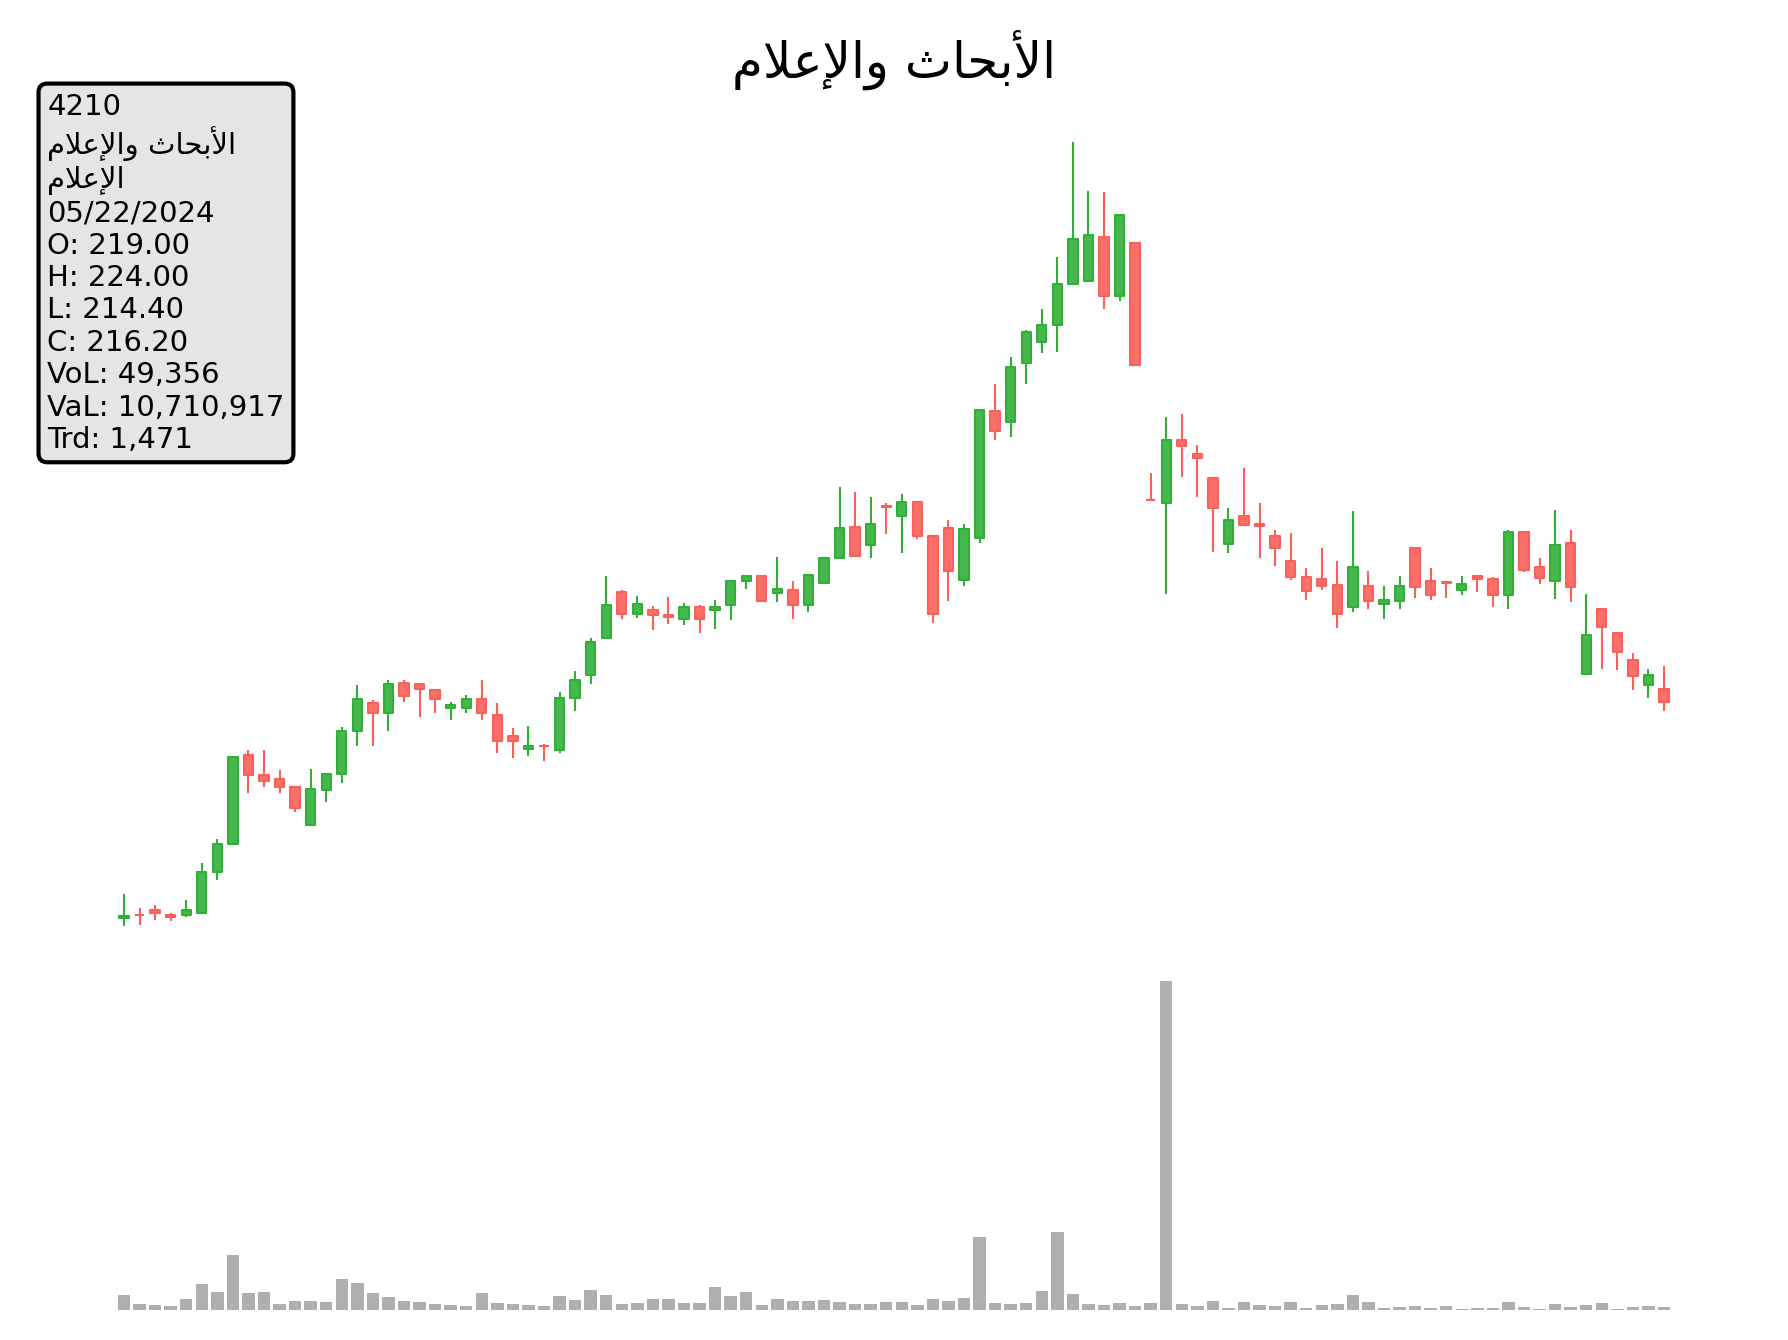 الأبحاث والإعلام
4210
الأبحاث والإعلام
الإعلام
05/22/2024
O: 219.00
H: 224.00
L: 214.40
C: 216.20
VoL: 49,356
VaL: 10,710,917
Trd: 1,471